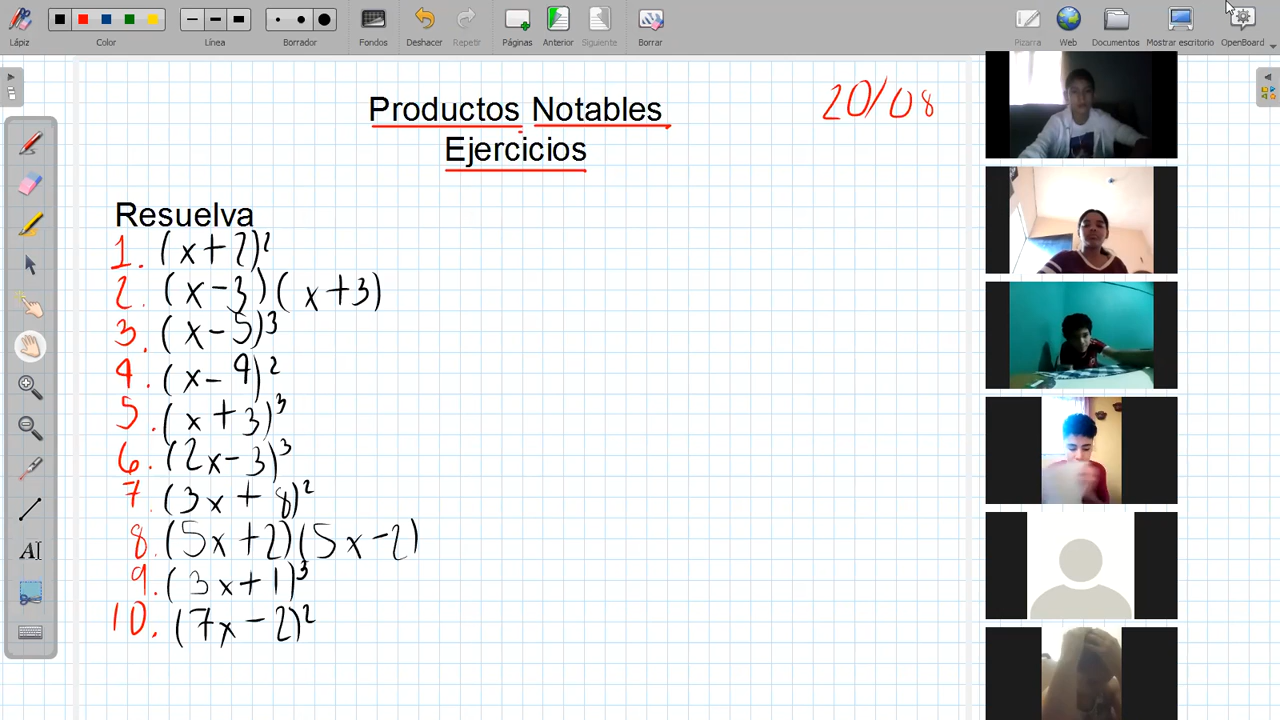 Lápiz Color Línea Borrador Fondos Deshacer Repetir Páginas Anterior Siguiente Borrar Pizarra Web Documentos Mostrar escritorio OpenBoard
Productos Notables 20/08
Ejercicios
Resuelva
1. (x+2)²
2. (x-3)(x+3)
3. (x-5)³
4. (x-9)²
5. (x+3)³
6. (2x-3)³
7. (3x+8)²
8. (5x+2)(5x-2)
9. (3x+1)³
10. (7x-2)²